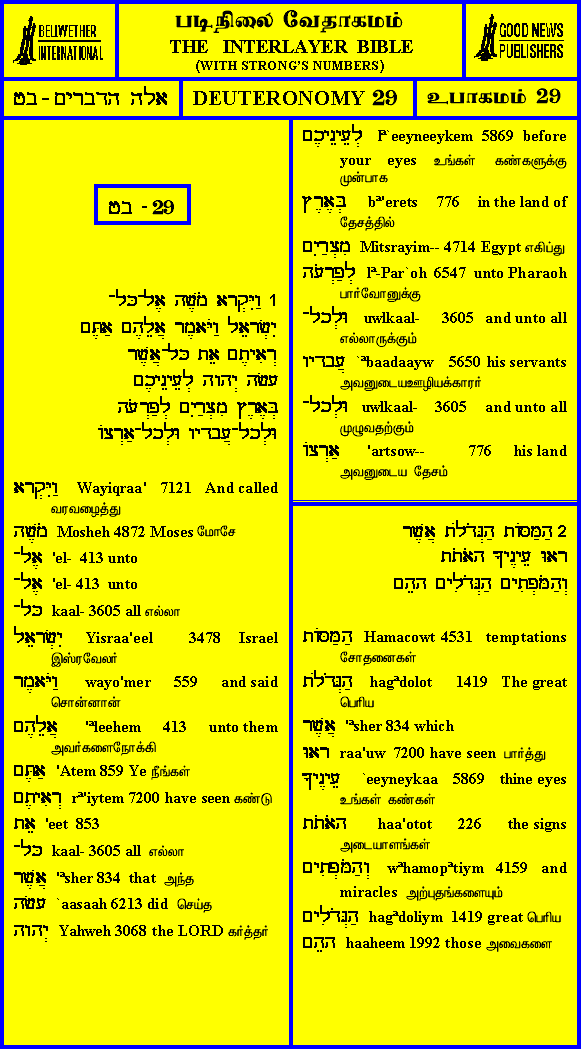 BELIWETHER
INTERNATIONAL
படிநிலை வேதாகமம்
THE INTERLAYER BIBLE
(WITH STRONG'S NUMBERS)
GOOD NEWS
PUBLISHERS
אלה הדברים - בט
DEUTERONOMY 29
உபாகமம் 29
29 - בט
1 וַיִּקְרָא מֹשֶׁה אֶל־כָּל־
יִשְׂרָאֵל וַיֹּאמֶר אֲלֵהֶם אַתֶּם
רְאִיתֶם אֵת כָּל־אֲשֶׁר
עָשָׂה יְהוָה לְעֵינֵיכֶם
בְּאֶרֶץ מִצְרַיִם לְפַרְעֹה
וּלְכָל־עֲבָדָיו וּלְכָל־אַרְצוֹ
וַיִּקְרָא Wayiqraa' 7121 And called
வரவழைத்து
מֹשֶׁה Mosheh 4872 Moses மோசே
אֶל־ 'el- 413 unto
אֶל־ 'el- 413 unto
כָּל־ kaal- 3605 all எல்லா
יִשְׂרָאֵל Yisraa'eel 3478 Israel
இஸ்ரவேலர்
וַיֹּאמֶר wayo'mer 559 and said
சொன்னான்
אֲלֵהֶם 'ªleehem 413 unto them
அவர்களைநோக்கி
אַתֶּם 'Atem 859 Ye நீங்கள்
רְאִיתֶם rª'iytem 7200 have seen கண்டு
אֵת 'eet 853
כָּל־ kaal- 3605 all எல்லா
אֲשֶׁר 'ªsher 834 that அந்த
עָשָׂה `aasaah 6213 did செய்த
יְהוָה Yahweh 3068 the LORD கர்த்தர்
לְעֵינֵיכֶם lª`eeyneeykem 5869 before
your eyes உங்கள் கண்களுக்கு
முன்பாக
בְּאֶרֶץ bª'erets 776 in the land of
தேசத்தில்
מִצְרַיִם Mitsrayim-- 4714 Egypt எகிப்து
לְפַרְעֹה lª-Par`oh 6547 unto Pharaoh
பார்வோனுக்கு
וּלְכָל־ uwlkaal- 3605 and unto all
எல்லாருக்கும்
עֲבָדָיו `ªbaadaayw 5650 his servants
அவனுடையஊழியக்காரர்
וּלְכָל־ uwlkaal- 3605 and unto all
முழுவதற்கும்
אַרְצוֹ 'artsow-- 776 his land
அவனுடைய தேசம்
2 הַמַּסּוֹת הַגְּדֹלֹת אֲשֶׁר
רָאוּ עֵינֶיךָ הָאֹתֹת
וְהַמֹּפְתִים הַגְּדֹלִים הָהֵם
הַמַּסּוֹת Hamacowt 4531 temptations
சோதனைகள்
הַגְּדֹלֹת hagªdolot 1419 The great
பெரிய
אֲשֶׁר 'ªsher 834 which
רָאוּ raa'uw 7200 have seen பார்த்து
עֵינֶיךָ `eeyneykaa 5869 thine eyes
உங்கள் கண்கள்
הָאֹתֹת haa'otot 226 the signs
அடையாளங்கள்
וְהַמֹּפְתִים wªhamopªtiym 4159 and
miracles அற்புதங்களையும்
הַגְּדֹלִים hagªdoliym 1419 great பெரிய
הָהֵם haaheem 1992 those அவைகளை